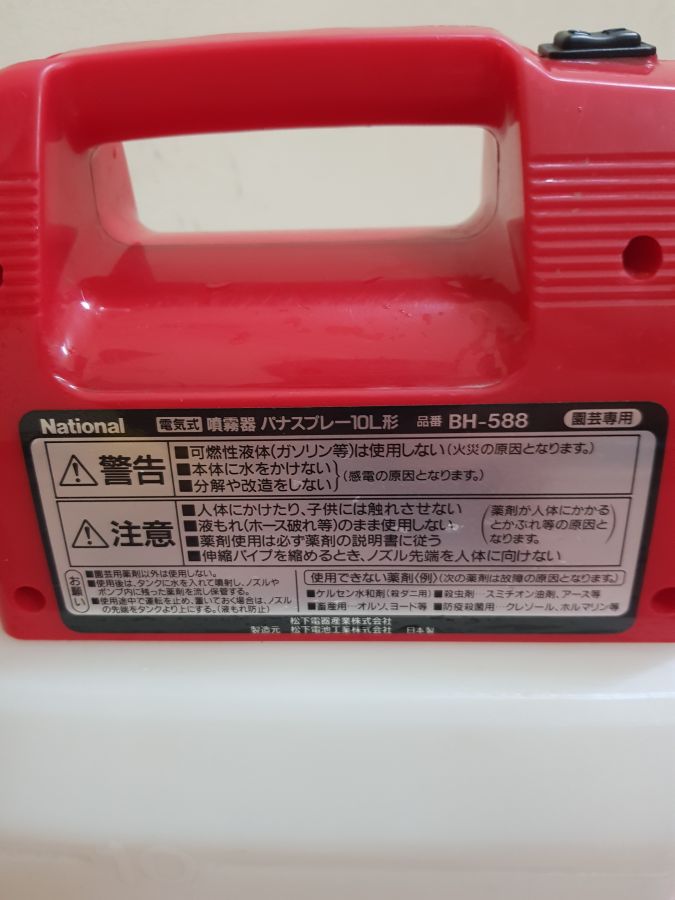 National 電気式 噴霧器 パナスプレー10L形 品番 BH-588 園芸専用
警告
■可燃性液体(ガソリン等)は使用しない(火災の原因となります。)
■本体に水をかけない
■分解や改造をしない
(感電の原因となります。)
注意
■人体にかけたり、子供には触れさせない
■液もれ(ホース破れ等)のまま使用しない
■薬剤使用は必ず薬剤の説明書に従う
■伸縮パイプを縮めるとき、ノズル先端を人体に向けない
(薬剤が人体にかかる
とかぶれ等の原因と
なります。)
お願い
■園芸用薬剤以外は使用しない。
■使用後は、タンクに水を入れて噴射し、ノズルや
ポンプ内に残った薬剤を流し保管する。
■使用途中で運転を止め、置いておく場合は、ノズル
の先端をタンクより上にする。(液もれ防止)
使用できない薬剤〈例〉(次の薬剤は故障の原因となります。)
■ケルセン水和剤(殺ダニ用) ■殺虫剤…スミチオン油剤、アース等
■畜産用…オルソ、ヨード等 ■防疫殺菌用…クレゾール、ホルマリン等
松下電器産業株式会社
製造元 松下電池工業株式会社 日本製